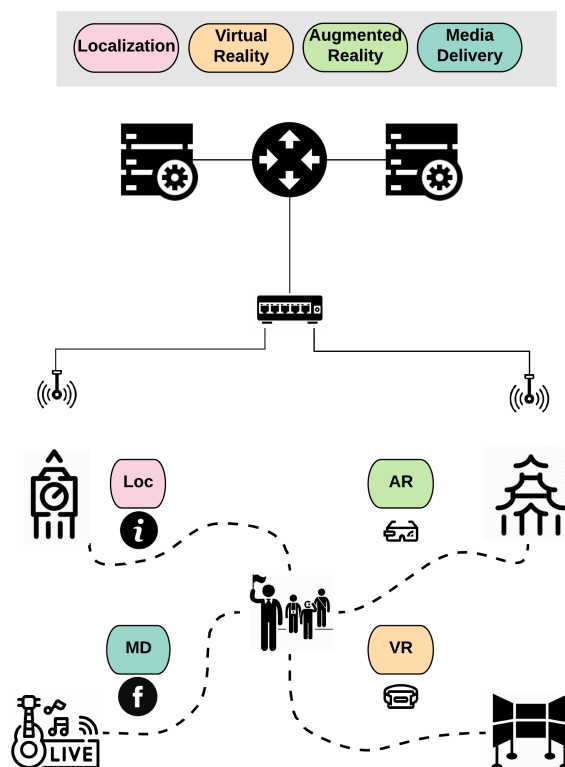 Localization
Virtual
Reality
Augmented
Reality
Media
Delivery
Loc
i
AR
MD
f
VR
LIVE